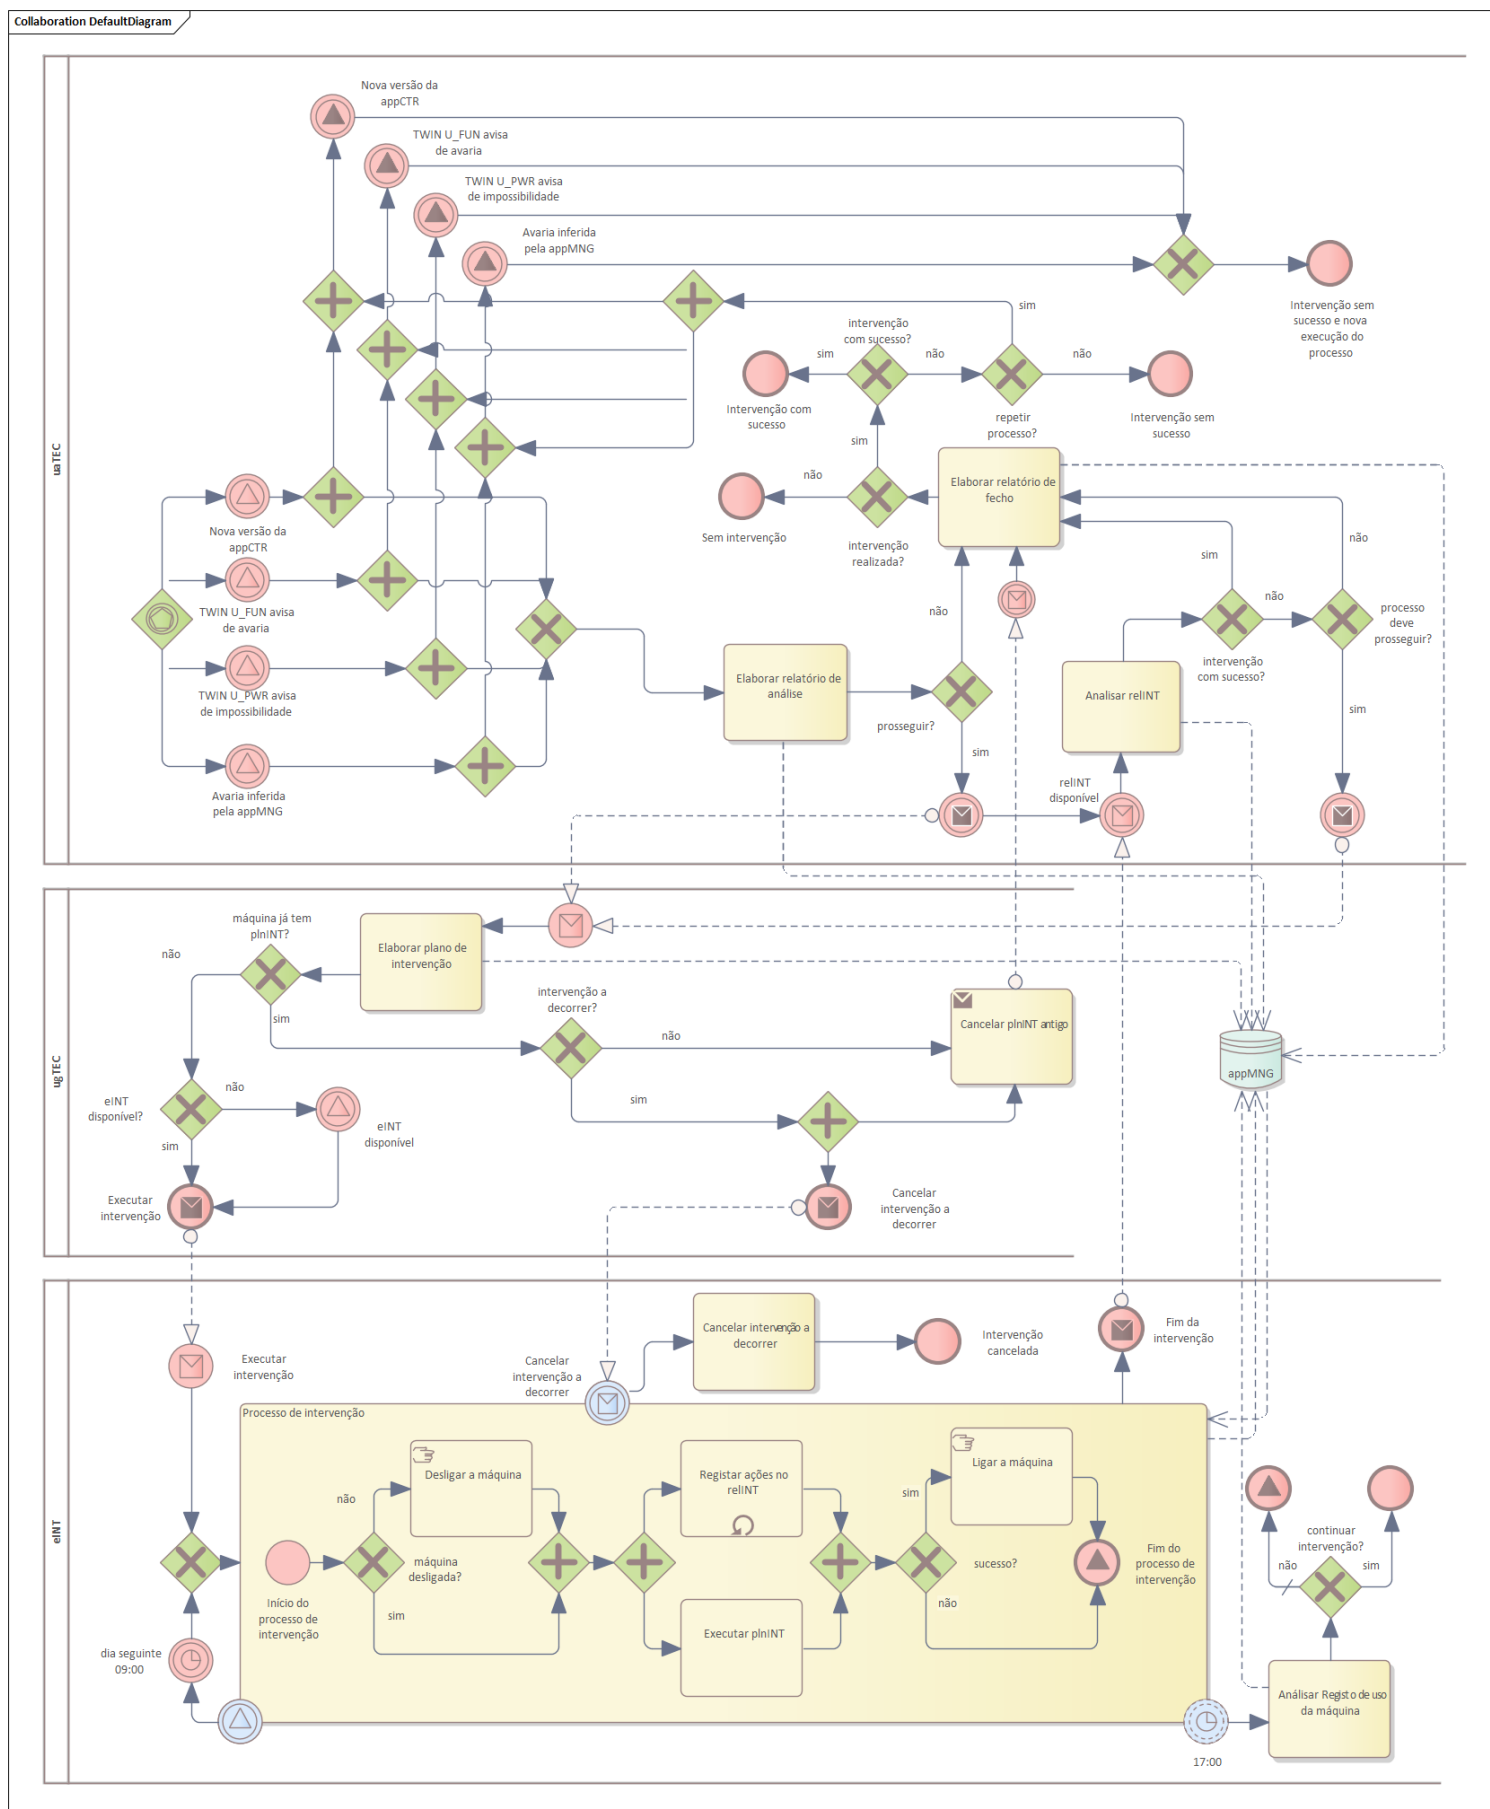 Collaboration DefaultDiagram
uaTEC
Nova versão da
appCTR
TWIN U_FUN avisa
de avaria
TWIN U_PWR avisa
de impossibilidade
Avaria inferida
pela appMNG
Intervenção sem
sucesso e nova
execução do
processo
sim
intervenção
com sucesso?
sim
não
não
Intervenção com
sucesso
repetir
processo?
Intervenção sem
sucesso
sim
não
Elaborar relatório de
fecho
Sem intervenção
intervenção
realizada?
Nova versão da
appCTR
TWIN U_FUN avisa
de avaria
TWIN U_PWR avisa
de impossibilidade
Avaria inferida
pela appMNG
Elaborar relatório de
análise
prosseguir?
não
sim
sim
não
não
processo
deve
prosseguir?
intervenção
com sucesso?
Analisar relINT
sim
relINT
disponível
ugTEC
máquina já tem
plnINT?
não
sim
Elaborar plano de
intervenção
intervenção a
decorrer?
não
sim
Cancelar plnINT antigo
appMNG
eINT
disponível?
não
sim
eINT
disponível
Executar
intervenção
Cancelar
intervenção a
decorrer
eINT
Executar
intervenção
Cancelar
intervenção a
decorrer
Cancelar intervenção a
decorrer
Intervenção
cancelada
Fim da
intervenção
Processo de intervenção
Início do
processo de
intervenção
não
sim
máquina
desligada?
Desligar a máquina
Registar ações no
relINT
Executar plnINT
sim
não
sucesso?
Ligar a máquina
Fim do
processo de
intervenção
dia seguinte
09:00
17:00
continuar
intervenção?
não
sim
Análisar Registo de uso
da máquina